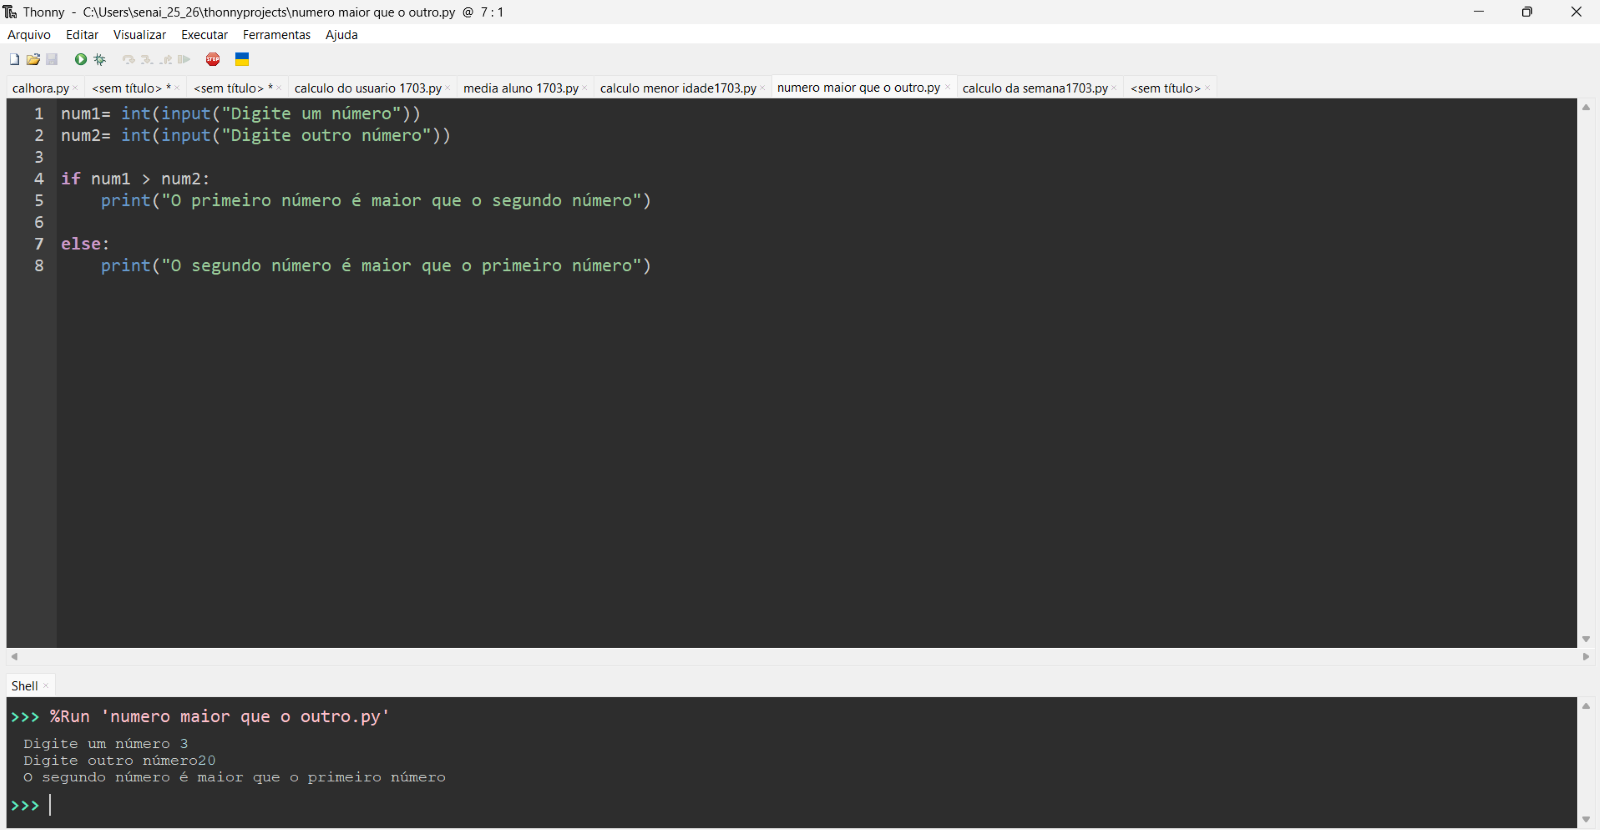 Thonny - C:\Users\senai_25_26\thonnyprojects\numero maior que o outro.py @ 7 : 1
Arquivo Editar Visualizar Executar Ferramentas Ajuda
STOP
calhora.py × <sem título> * × <sem título> * × calculo do usuario 1703.py × media aluno 1703.py × calculo menor idade1703.py × numero maior que o outro.py × calculo da semana1703.py × <sem título> ×
1 num1= int(input("Digite um número"))
2 num2= int(input("Digite outro número"))
3
4 if num1 > num2:
5     print("O primeiro número é maior que o segundo número")
6
7 else:
8     print("O segundo número é maior que o primeiro número")
Shell ×
>>> %Run 'numero maior que o outro.py'
Digite um número 3
Digite outro número20
O segundo número é maior que o primeiro número
>>>